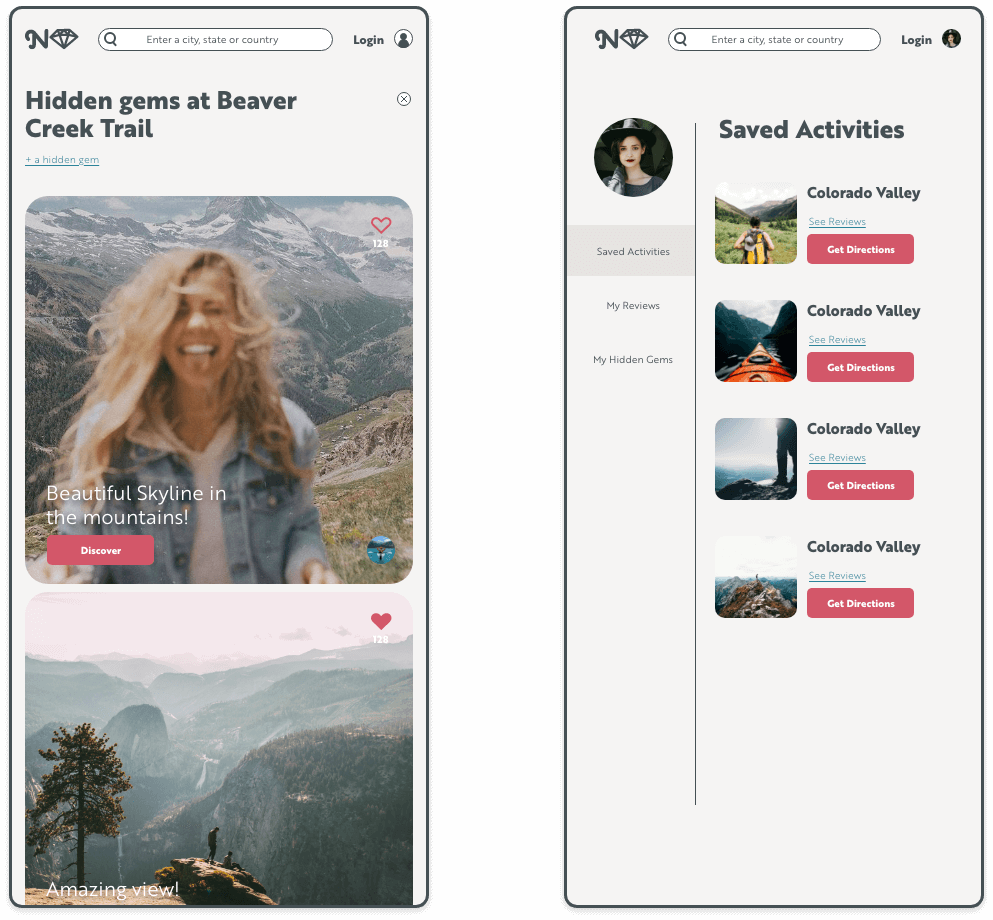 N
Enter a city, state or country
Login
Hidden gems at Beaver
Creek Trail
+ a hidden gem
128
Beautiful Skyline in
the mountains!
Discover
128
Amazing view!
N
Enter a city, state or country
Login
Saved Activities
My Reviews
My Hidden Gems
Saved Activities
Colorado Valley
See Reviews
Get Directions
Colorado Valley
See Reviews
Get Directions
Colorado Valley
See Reviews
Get Directions
Colorado Valley
See Reviews
Get Directions